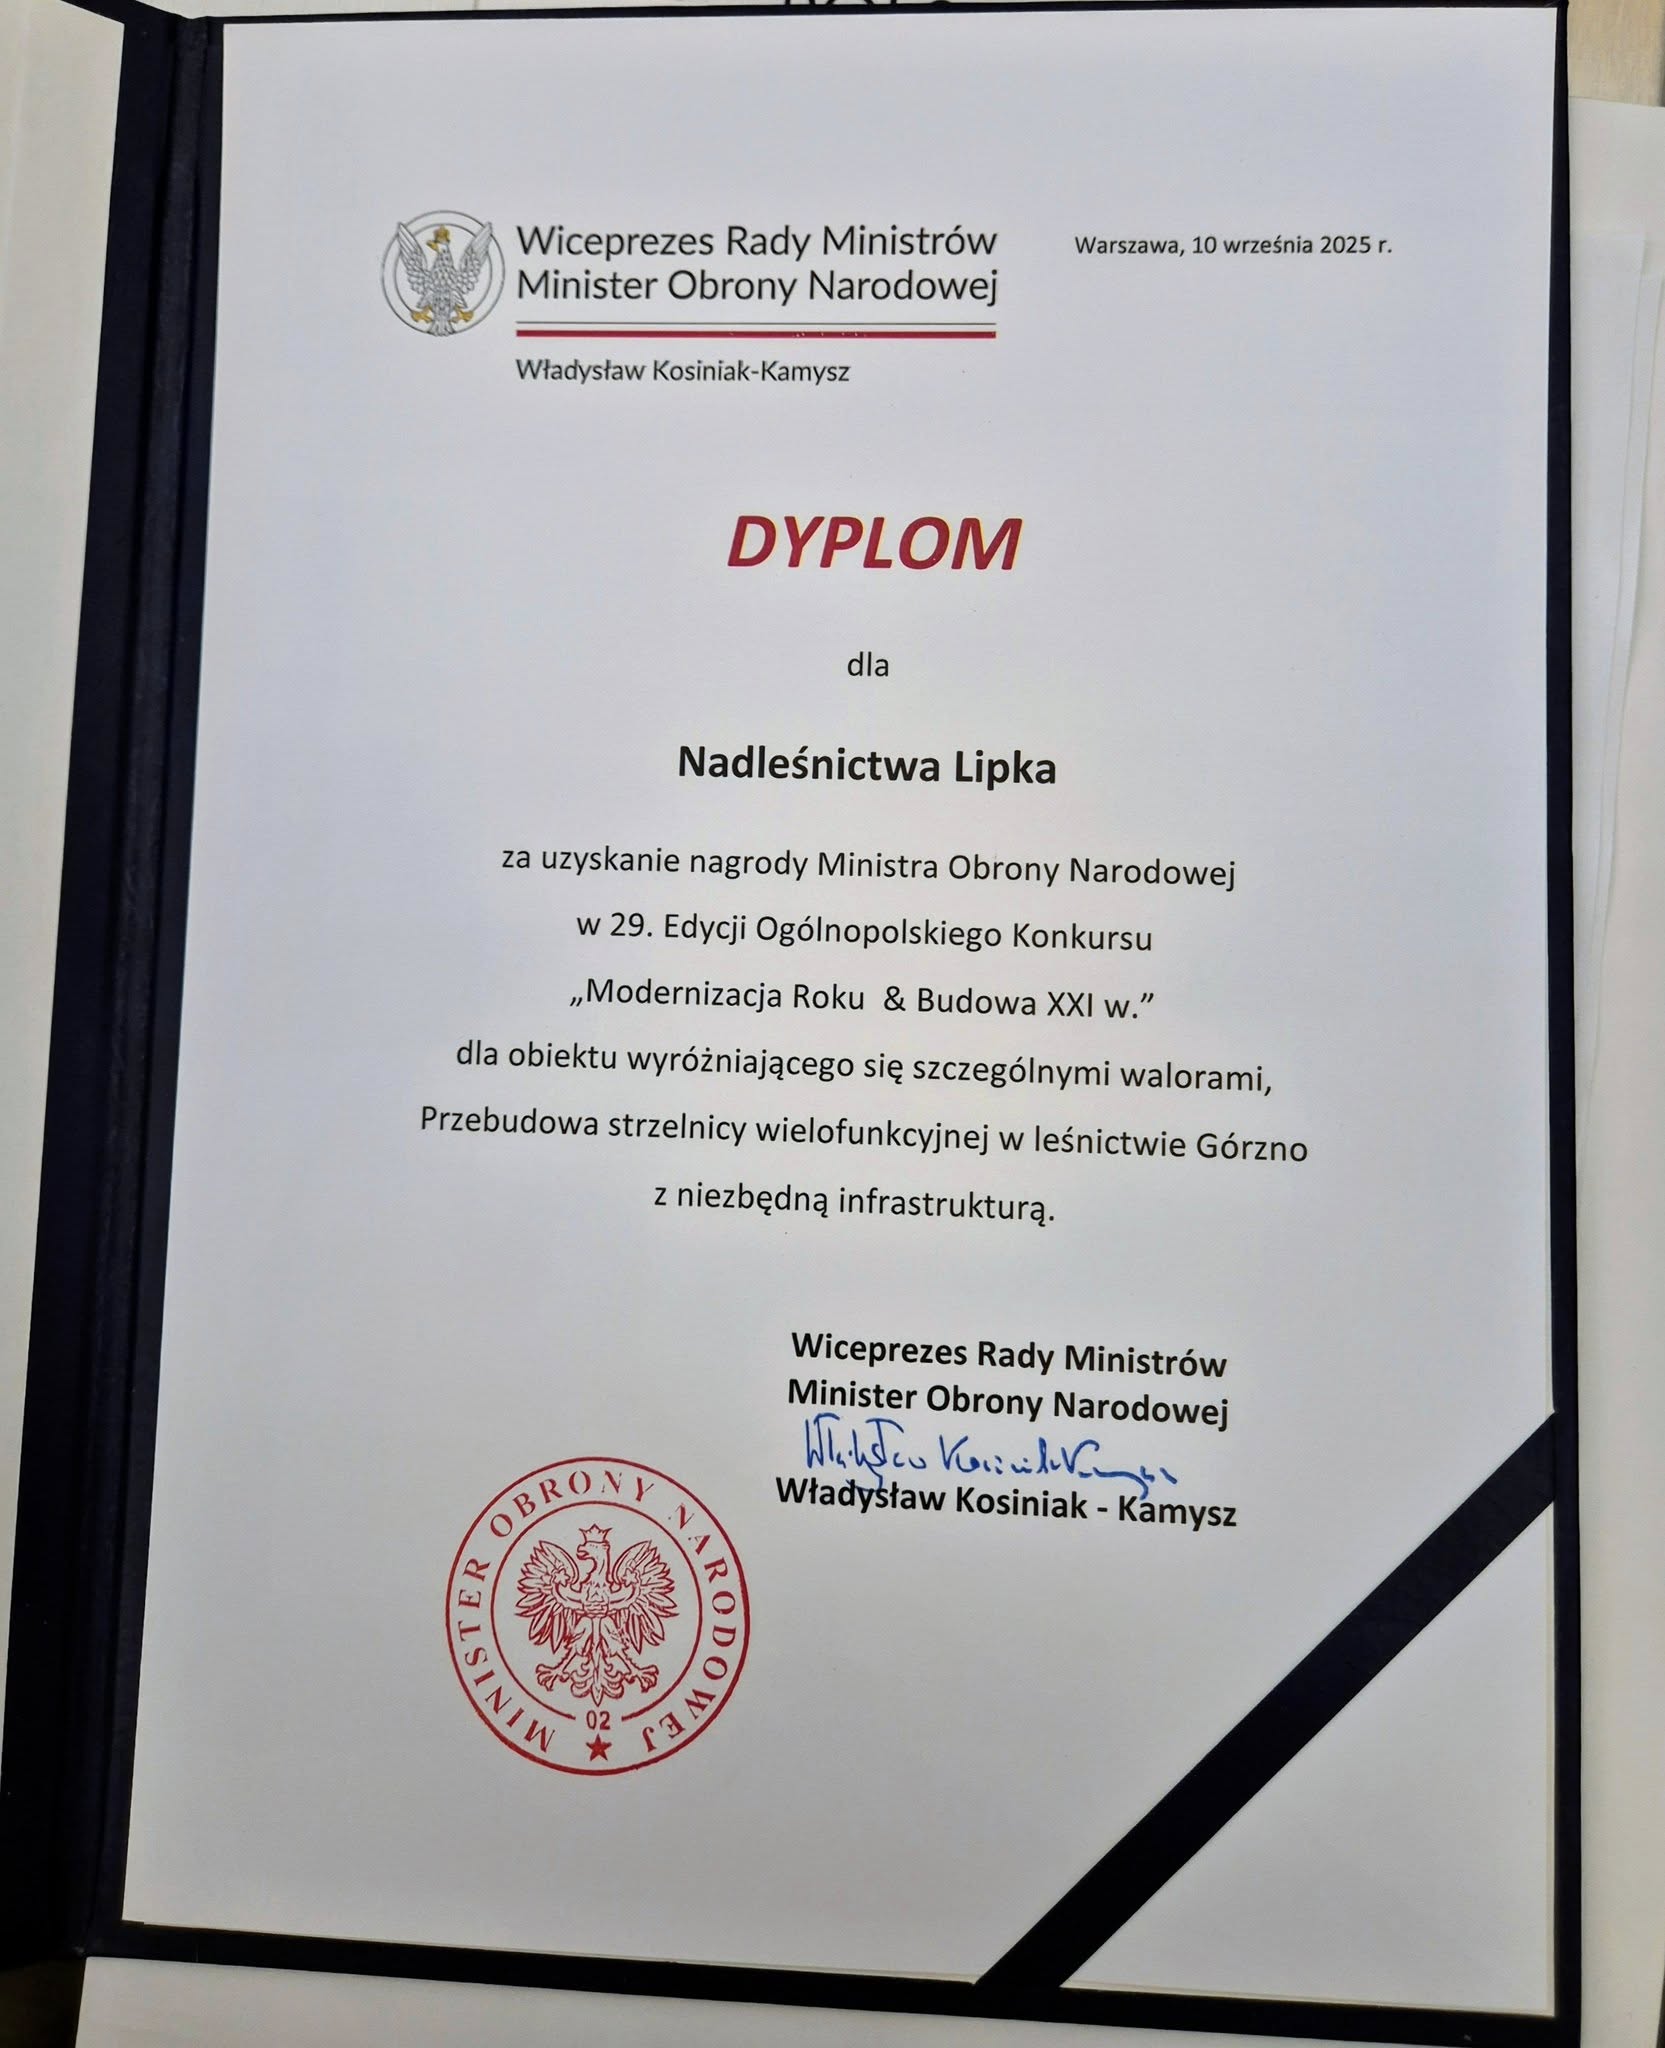 Wiceprezes Rady Ministrów
Minister Obrony Narodowej
Władysław Kosiniak-Kamysz
Warszawa, 10 września 2025 r.
DYPLOM
dla
Nadleśnictwa Lipka
za uzyskanie nagrody Ministra Obrony Narodowej
w 29. Edycji Ogólnopolskiego Konkursu
„Modernizacja Roku & Budowa XXI w.”
dla obiektu wyróżniającego się szczególnymi walorami,
Przebudowa strzelnicy wielofunkcyjnej w leśnictwie Górzno
z niezbędną infrastrukturą.
Wiceprezes Rady Ministrów
Minister Obrony Narodowej
Władysław Kosiniak-Kamysz
Władysław Kosiniak - Kamysz
MINISTER OBRONY NARODOWEJ
02